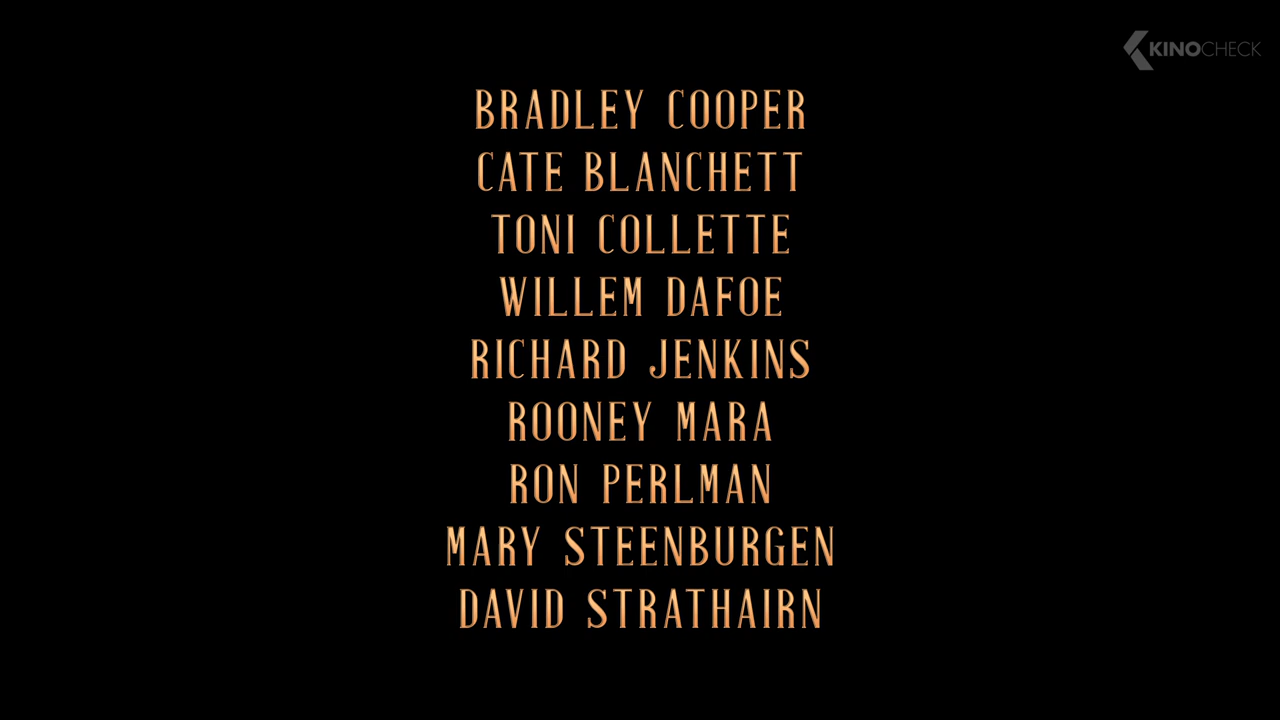 KINOCHECK
BRADLEY COOPER
CATE BLANCHETT
TONI COLLETTE
WILLEM DAFOE
RICHARD JENKINS
ROONEY MARA
RON PERLMAN
MARY STEENBURGEN
DAVID STRATHAIRN